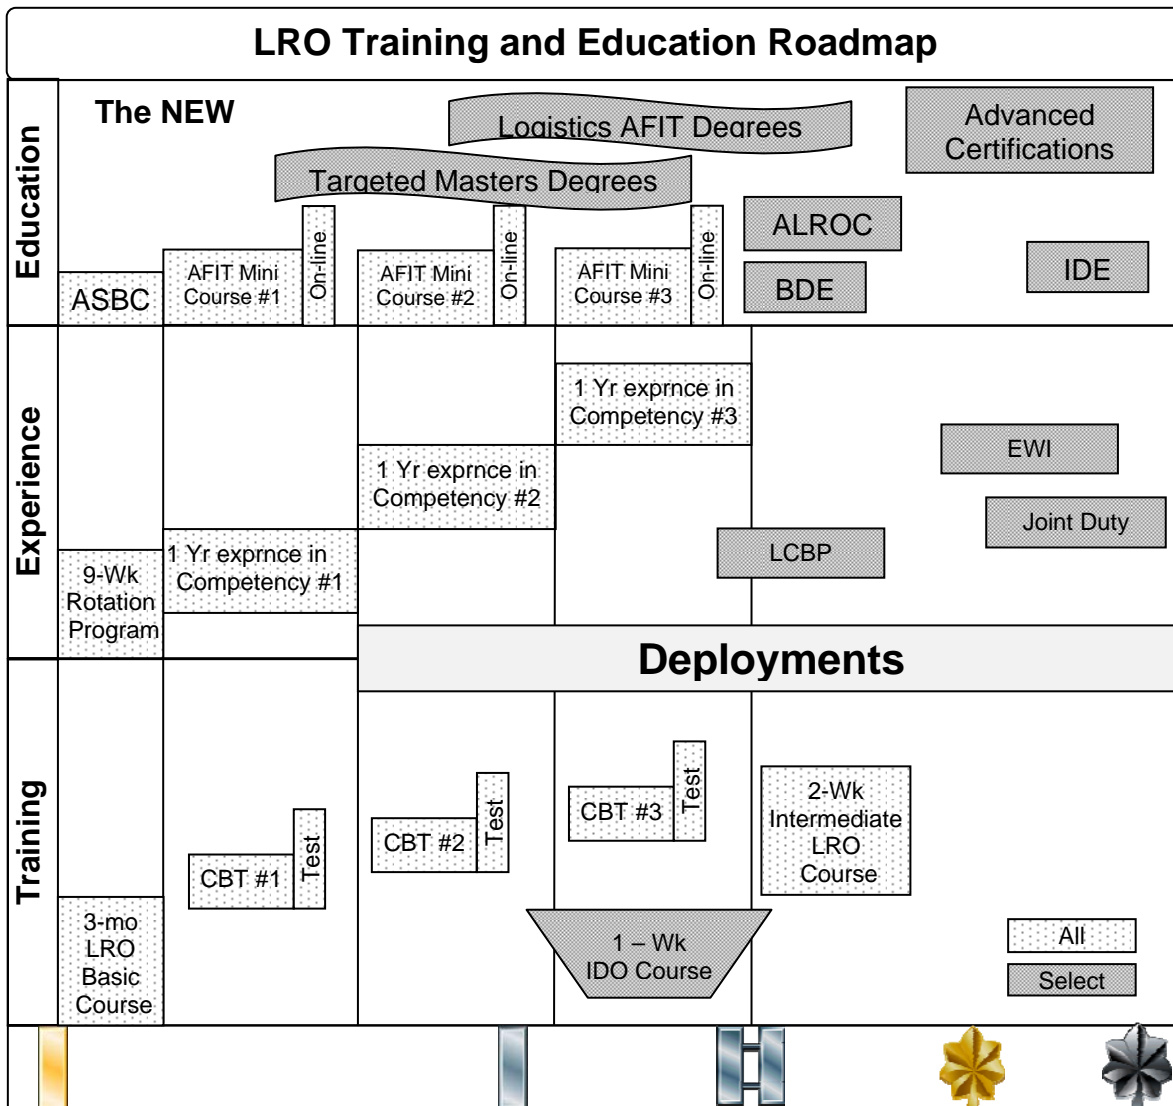 LRO Training and Education Roadmap
Education
The NEW
Logistics AFIT Degrees
Targeted Masters Degrees
Advanced
Certifications
ASBC
AFIT Mini
Course #1
On-line
AFIT Mini
Course #2
On-line
AFIT Mini
Course #3
On-line
ALROC
BDE
IDE
Experience
9-Wk
Rotation
Program
1 Yr exprnce in
Competency #1
1 Yr exprnce in
Competency #2
1 Yr exprnce in
Competency #3
LCBP
EWI
Joint Duty
Deployments
Training
3-mo
LRO
Basic
Course
CBT #1
Test
CBT #2
Test
CBT #3
Test
1 – Wk
IDO Course
2-Wk
Intermediate
LRO
Course
All
Select